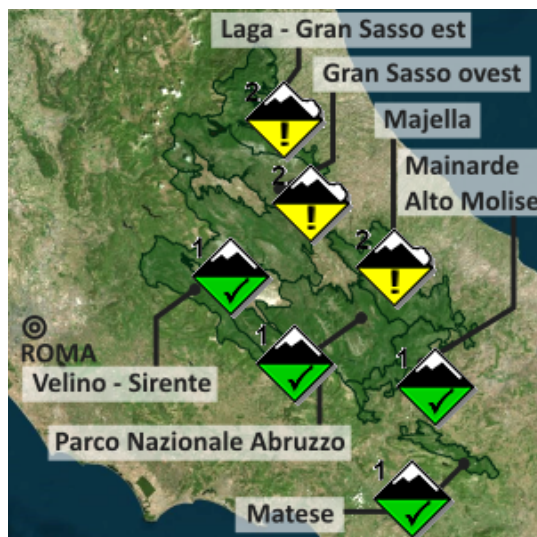 Laga - Gran Sasso est
Gran Sasso ovest
2
!
Majella
2
!
Mainarde
Alto Molise
2
!
1
ROMA
Velino - Sirente
1
1
Parco Nazionale Abruzzo
1
Matese